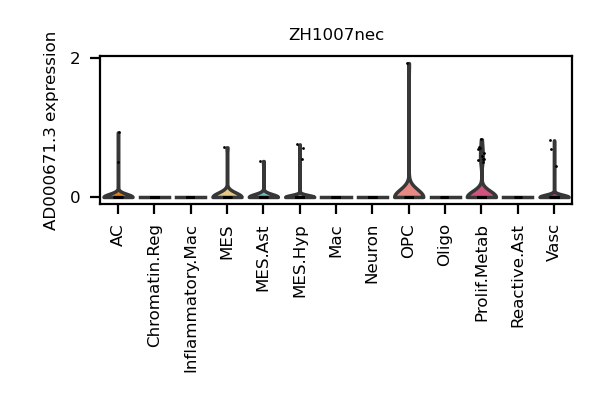 ZH1007nec
AD000671.3 expression
2
0
AC
Chromatin.Reg
Inflammatory.Mac
MES
MES.Ast
MES.Hyp
Mac
Neuron
OPC
Oligo
Prolif.Metab
Reactive.Ast
Vasc